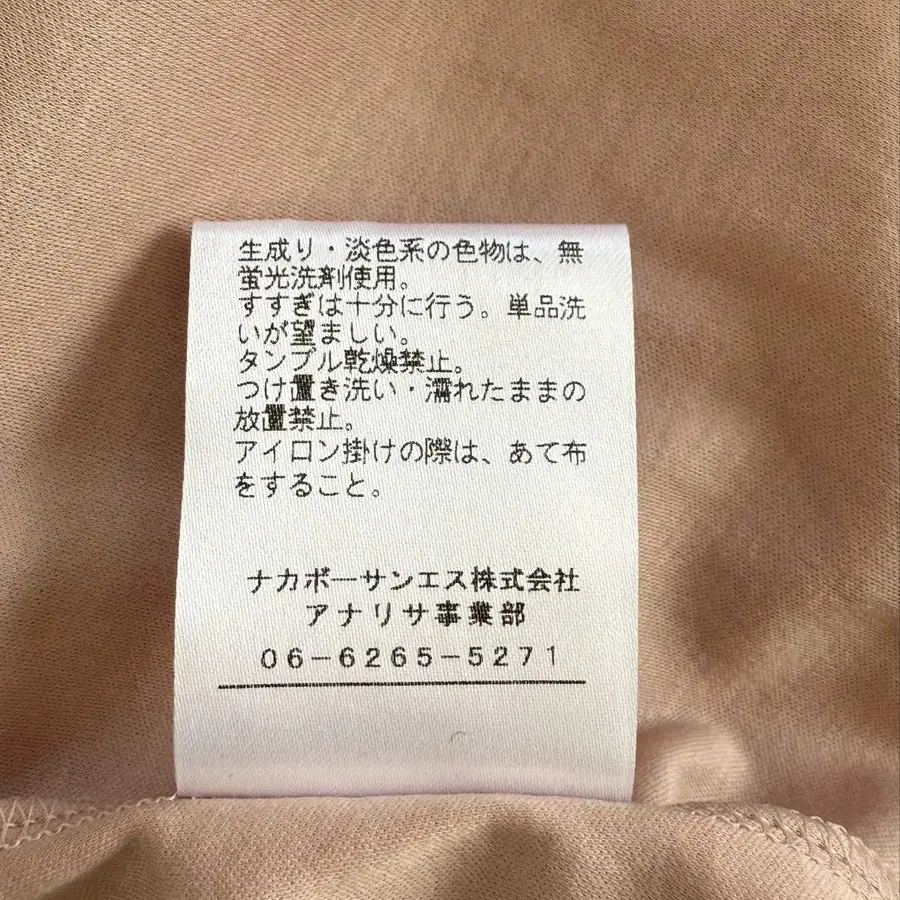 生成り・淡色系の色物は、無
蛍光洗剤使用。
すすぎは十分に行う。単品洗
いが望ましい。
タンブル乾燥禁止。
つけ置き洗い・濡れたままの
放置禁止。
アイロン掛けの際は、あて布
をすること。
ナカボーサンエス株式会社
アナリサ事業部
06-6265-5271